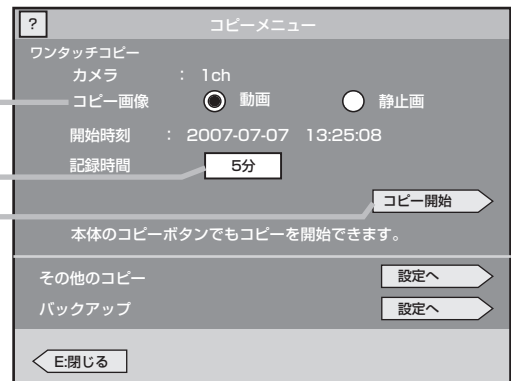 ? コピーメニュー
ワンタッチコピー
カメラ : 1ch
コピー画像 動画 静止画
開始時刻 : 2007-07-07 13:25:08
記録時間 5分
コピー開始
本体のコピーボタンでもコピーを開始できます。
その他のコピー 設定へ
バックアップ 設定へ
E:閉じる